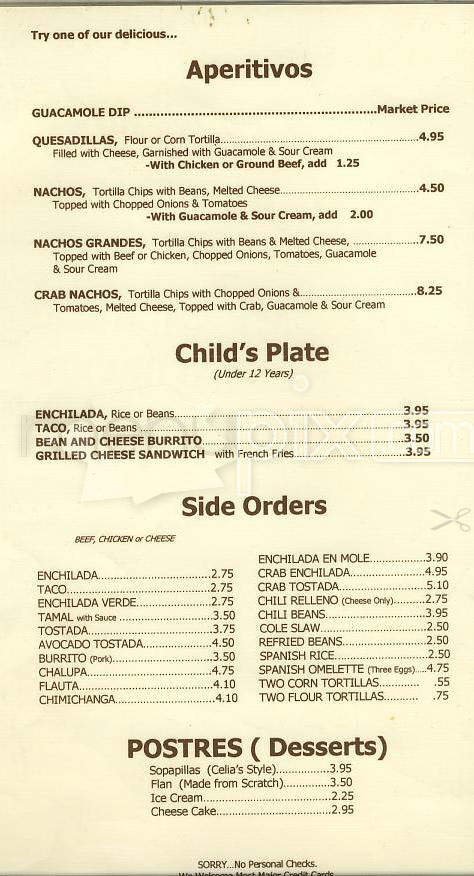 Try one of our delicious...
Aperitivos
GUACAMOLE DIP ........Market Price
QUESADILLAS, Flour or Corn Tortilla........4.95
Filled with Cheese, Garnished with Guacamole & Sour Cream
-With Chicken or Ground Beef, add 1.25
NACHOS, Tortilla Chips with Beans, Melted Cheese........4.50
Topped with Chopped Onions & Tomatoes
-With Guacamole & Sour Cream, add 2.00
NACHOS GRANDES, Tortilla Chips with Beans & Melted Cheese, ........7.50
Topped with Beef or Chicken, Chopped Onions, Tomatoes, Guacamole
& Sour Cream
CRAB NACHOS, Tortilla Chips with Chopped Onions &........8.25
Tomatoes, Melted Cheese, Topped with Crab, Guacamole & Sour Cream
Child's Plate
(Under 12 Years)
ENCHILADA, Rice or Beans........3.95
TACO, Rice or Beans ........3.95
BEAN AND CHEESE BURRITO........3.50
GRILLED CHEESE SANDWICH with French Fries........3.95
Side Orders
BEEF, CHICKEN or CHEESE
ENCHILADA........2.75
TACO........2.75
ENCHILADA VERDE........2.75
TAMAL with Sauce ........3.50
TOSTADA........3.75
AVOCADO TOSTADA........4.50
BURRITO (Pork)........3.50
CHALUPA........4.75
FLAUTA........4.10
CHIMICHANGA........4.10
ENCHILADA EN MOLE........3.90
CRAB ENCHILADA........4.95
CRAB TOSTADA........5.10
CHILI RELLENO (Cheese Only)........2.75
CHILI BEANS........3.95
COLE SLAW........2.50
REFRIED BEANS........2.50
SPANISH RICE........2.50
SPANISH OMELETTE (Three Eggs)........4.75
TWO CORN TORTILLAS........ .55
TWO FLOUR TORTILLAS........ .75
POSTRES ( Desserts)
Sopapillas (Celia's Style)........3.95
Flan (Made from Scratch)........3.50
Ice Cream........2.25
Cheese Cake........2.95
SORRY...No Personal Checks.
We Welcome Most Major Credit Cards